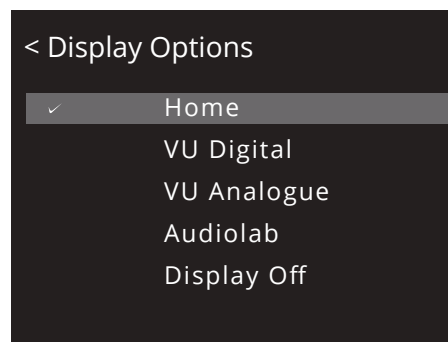 < Display Options
✓ Home
VU Digital
VU Analogue
Audiolab
Display Off